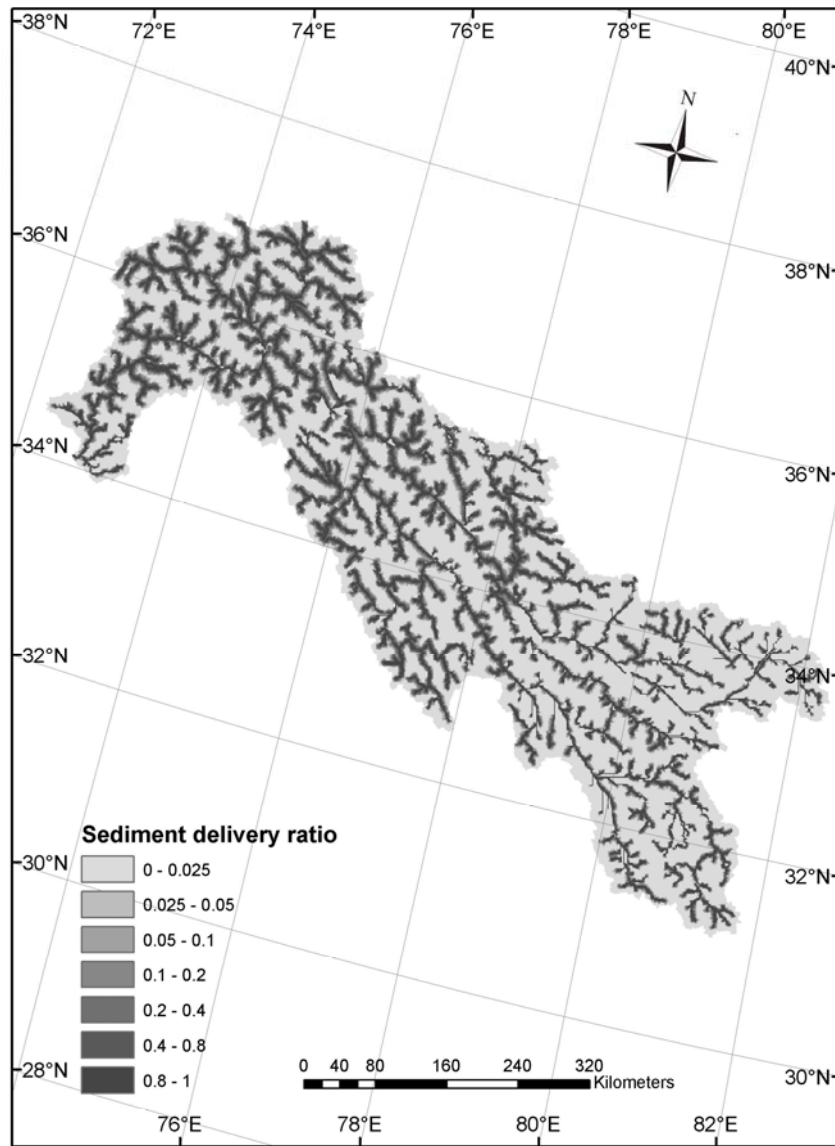 38°N
72°E
74°E
76°E
78°E
80°E
40°N
N
36°N
38°N
34°N
36°N
32°N
34°N
Sediment delivery ratio
0 - 0.025
0.025 - 0.05
0.05 - 0.1
0.1 - 0.2
0.2 - 0.4
0.4 - 0.8
0.8 - 1
30°N
32°N
28°N
30°N
0 40 80 160 240 320
Kilometers
76°E
78°E
80°E
82°E